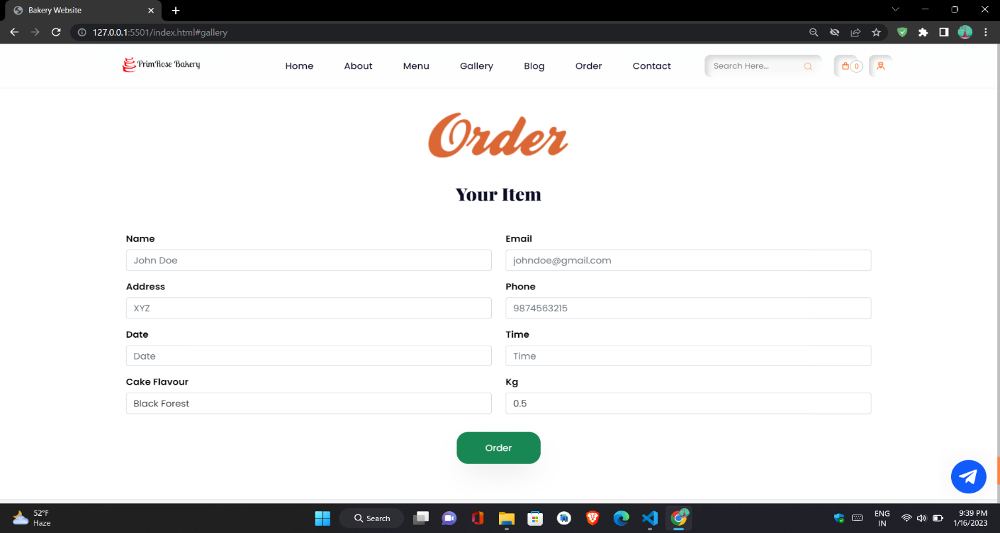 Bakery Website
127.0.0.1:5501/index.html#gallery
PrimRose Bakery
Home About Menu Gallery Blog Order Contact
Search Here...
0
Order
Your Item
Name Email
John Doe johndoe@gmail.com
Address Phone
XYZ 9874563215
Date Time
Date Time
Cake Flavour Kg
Black Forest 0.5
Order
52°F
Haze
Search
ENG
IN
9:39 PM
1/16/2023